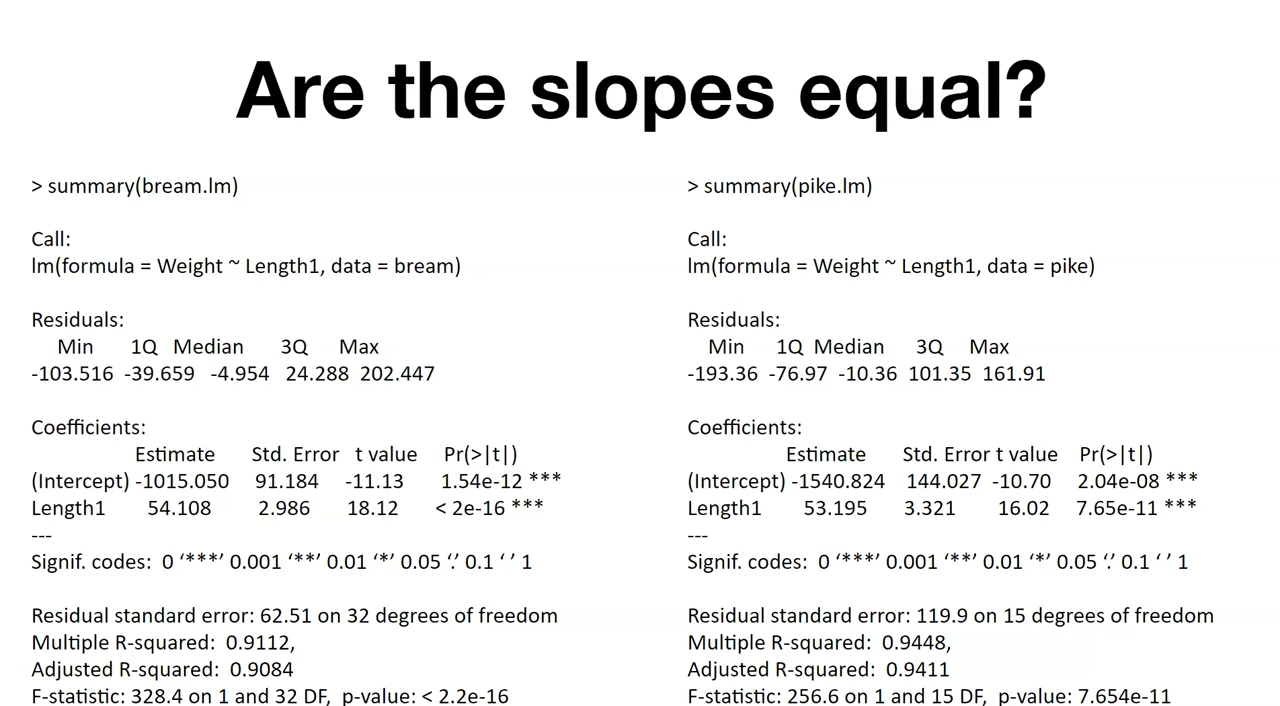 Are the slopes equal?
> summary(bream.lm)
Call:
lm(formula = Weight ~ Length1, data = bream)
Residuals:
Min 1Q Median 3Q Max
-103.516 -39.659 -4.954 24.288 202.447
Coefficients:
Estimate Std. Error t value Pr(>|t|)
(Intercept) -1015.050 91.184 -11.13 1.54e-12 ***
Length1 54.108 2.986 18.12 < 2e-16 ***
---
Signif. codes: 0 ‘***’ 0.001 ‘**’ 0.01 ‘*’ 0.05 ‘.’ 0.1 ‘ ’ 1
Residual standard error: 62.51 on 32 degrees of freedom
Multiple R-squared: 0.9112,
Adjusted R-squared: 0.9084
F-statistic: 328.4 on 1 and 32 DF, p-value: < 2.2e-16
> summary(pike.lm)
Call:
lm(formula = Weight ~ Length1, data = pike)
Residuals:
Min 1Q Median 3Q Max
-193.36 -76.97 -10.36 101.35 161.91
Coefficients:
Estimate Std. Error t value Pr(>|t|)
(Intercept) -1540.824 144.027 -10.70 2.04e-08 ***
Length1 53.195 3.321 16.02 7.65e-11 ***
---
Signif. codes: 0 ‘***’ 0.001 ‘**’ 0.01 ‘*’ 0.05 ‘.’ 0.1 ‘ ’ 1
Residual standard error: 119.9 on 15 degrees of freedom
Multiple R-squared: 0.9448,
Adjusted R-squared: 0.9411
F-statistic: 256.6 on 1 and 15 DF, p-value: 7.654e-11